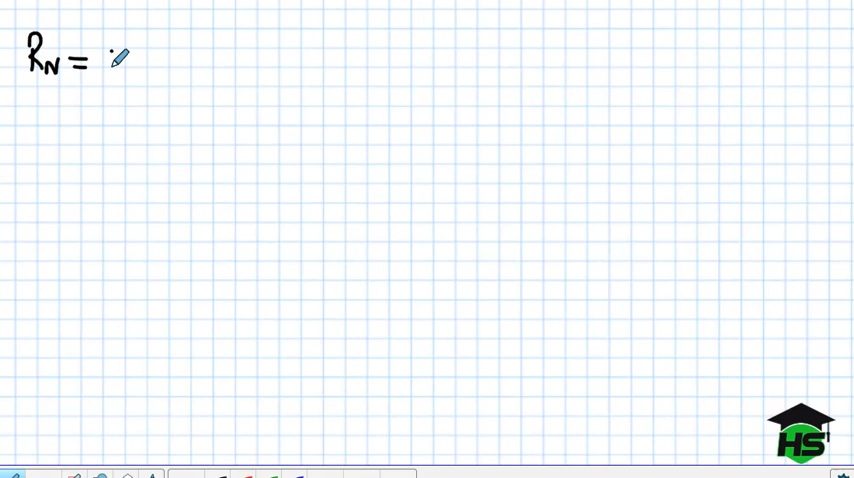 R_N =
HS